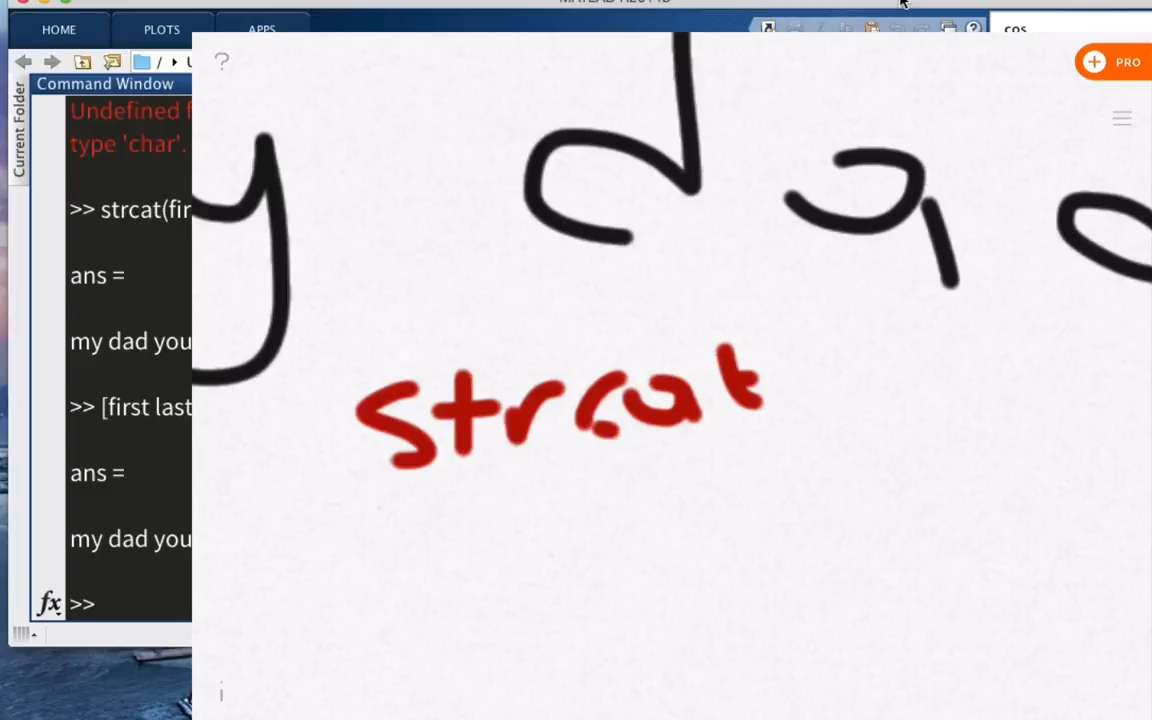 HOME PLOTS APPS
cos
PRO
Current Folder
Command Window
Undefined f
type 'char'.
>> strcat(fir
ans =
my dad you
>> [first last
ans =
my dad you
fx >>
?
y da
strcat
i